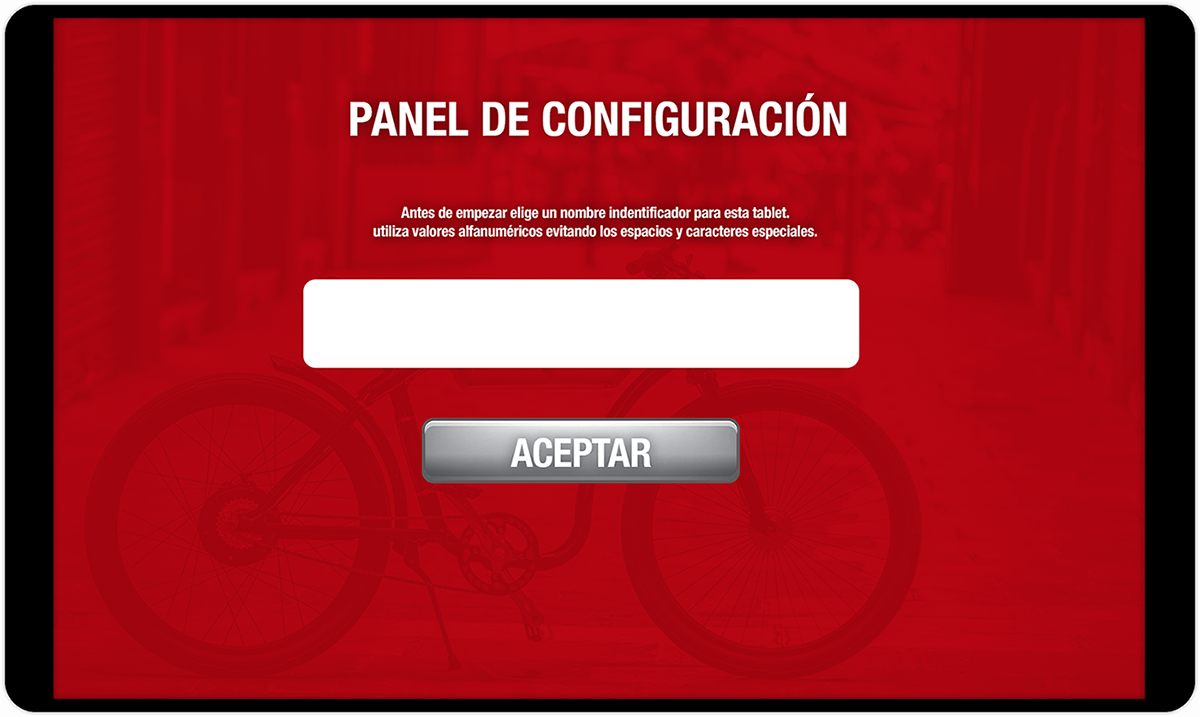 PANEL DE CONFIGURACIÓN
Antes de empezar elige un nombre indentificador para esta tablet.
utiliza valores alfanuméricos evitando los espacios y caracteres especiales.
ACEPTAR